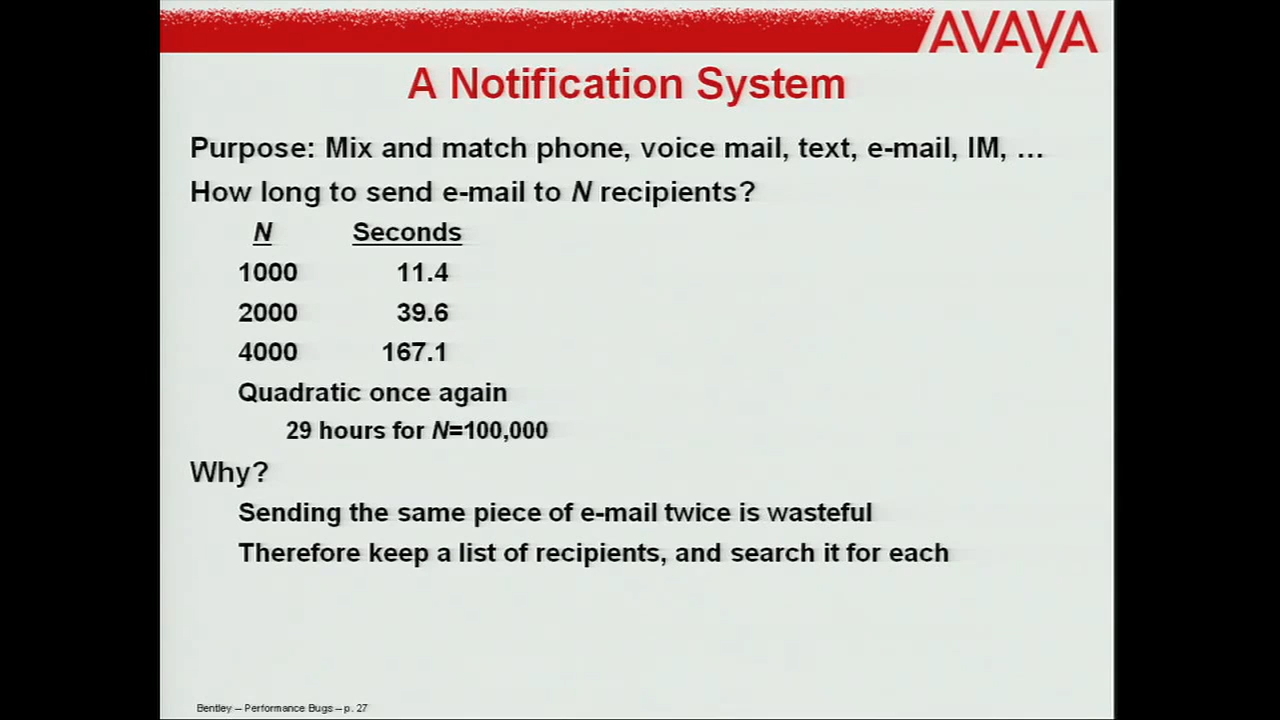 AVAYA
A Notification System
Purpose: Mix and match phone, voice mail, text, e-mail, IM, …
How long to send e-mail to N recipients?
N Seconds
1000 11.4
2000 39.6
4000 167.1
Quadratic once again
29 hours for N=100,000
Why?
Sending the same piece of e-mail twice is wasteful
Therefore keep a list of recipients, and search it for each
Bentley – Performance Bugs – p. 27